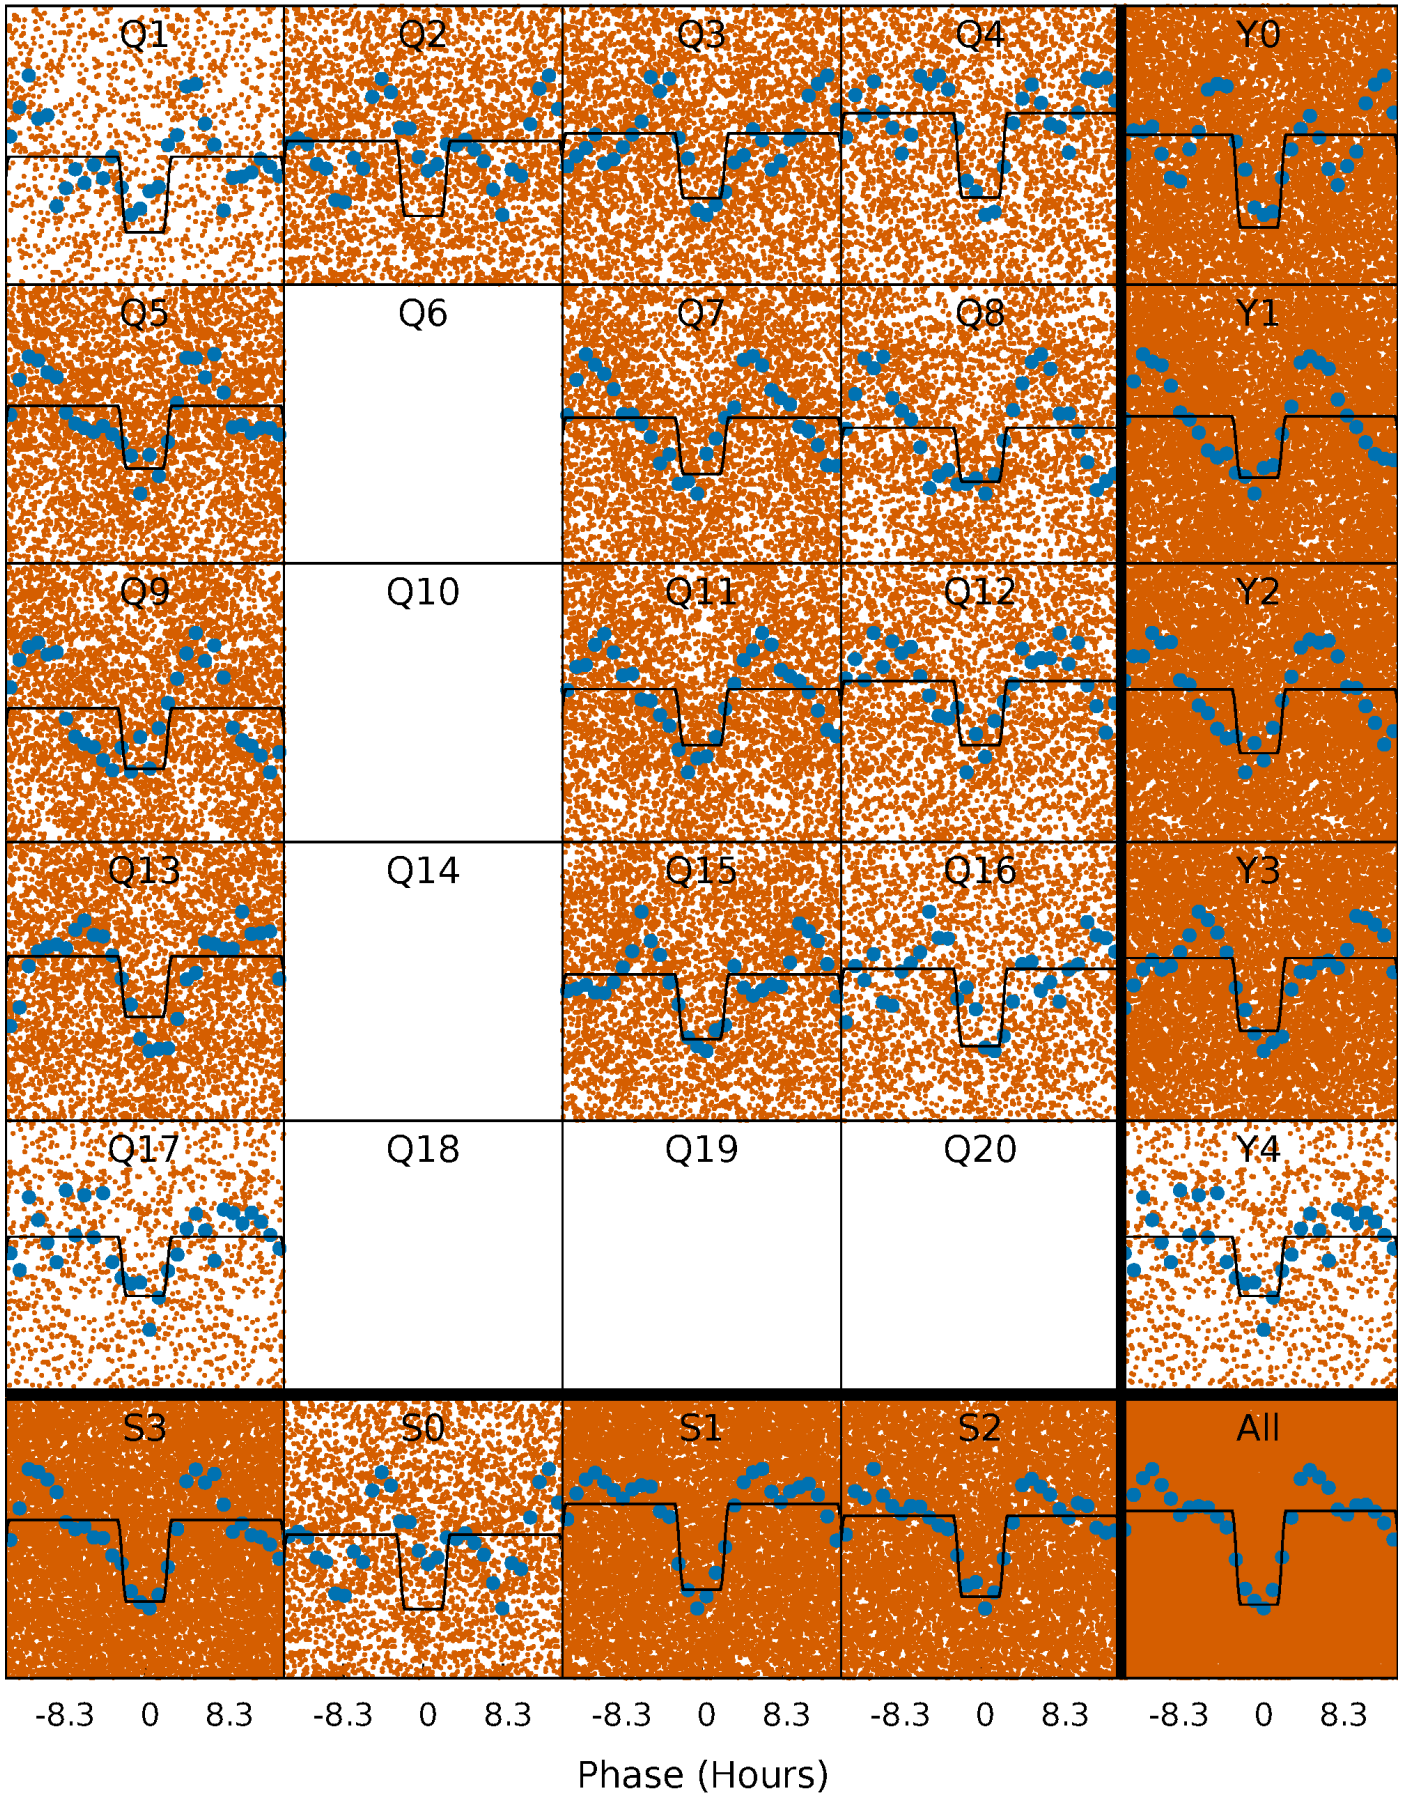 Q1 Q2 Q3 Q4 Y0
Q5 Q6 Q7 Q8 Y1
Q9 Q10 Q11 Q12 Y2
Q13 Q14 Q15 Q16 Y3
Q17 Q18 Q19 Q20 Y4
S3 S0 S1 S2 All
-8.3 0 8.3 -8.3 0 8.3 -8.3 0 8.3 -8.3 0 8.3 -8.3 0 8.3
Phase (Hours)